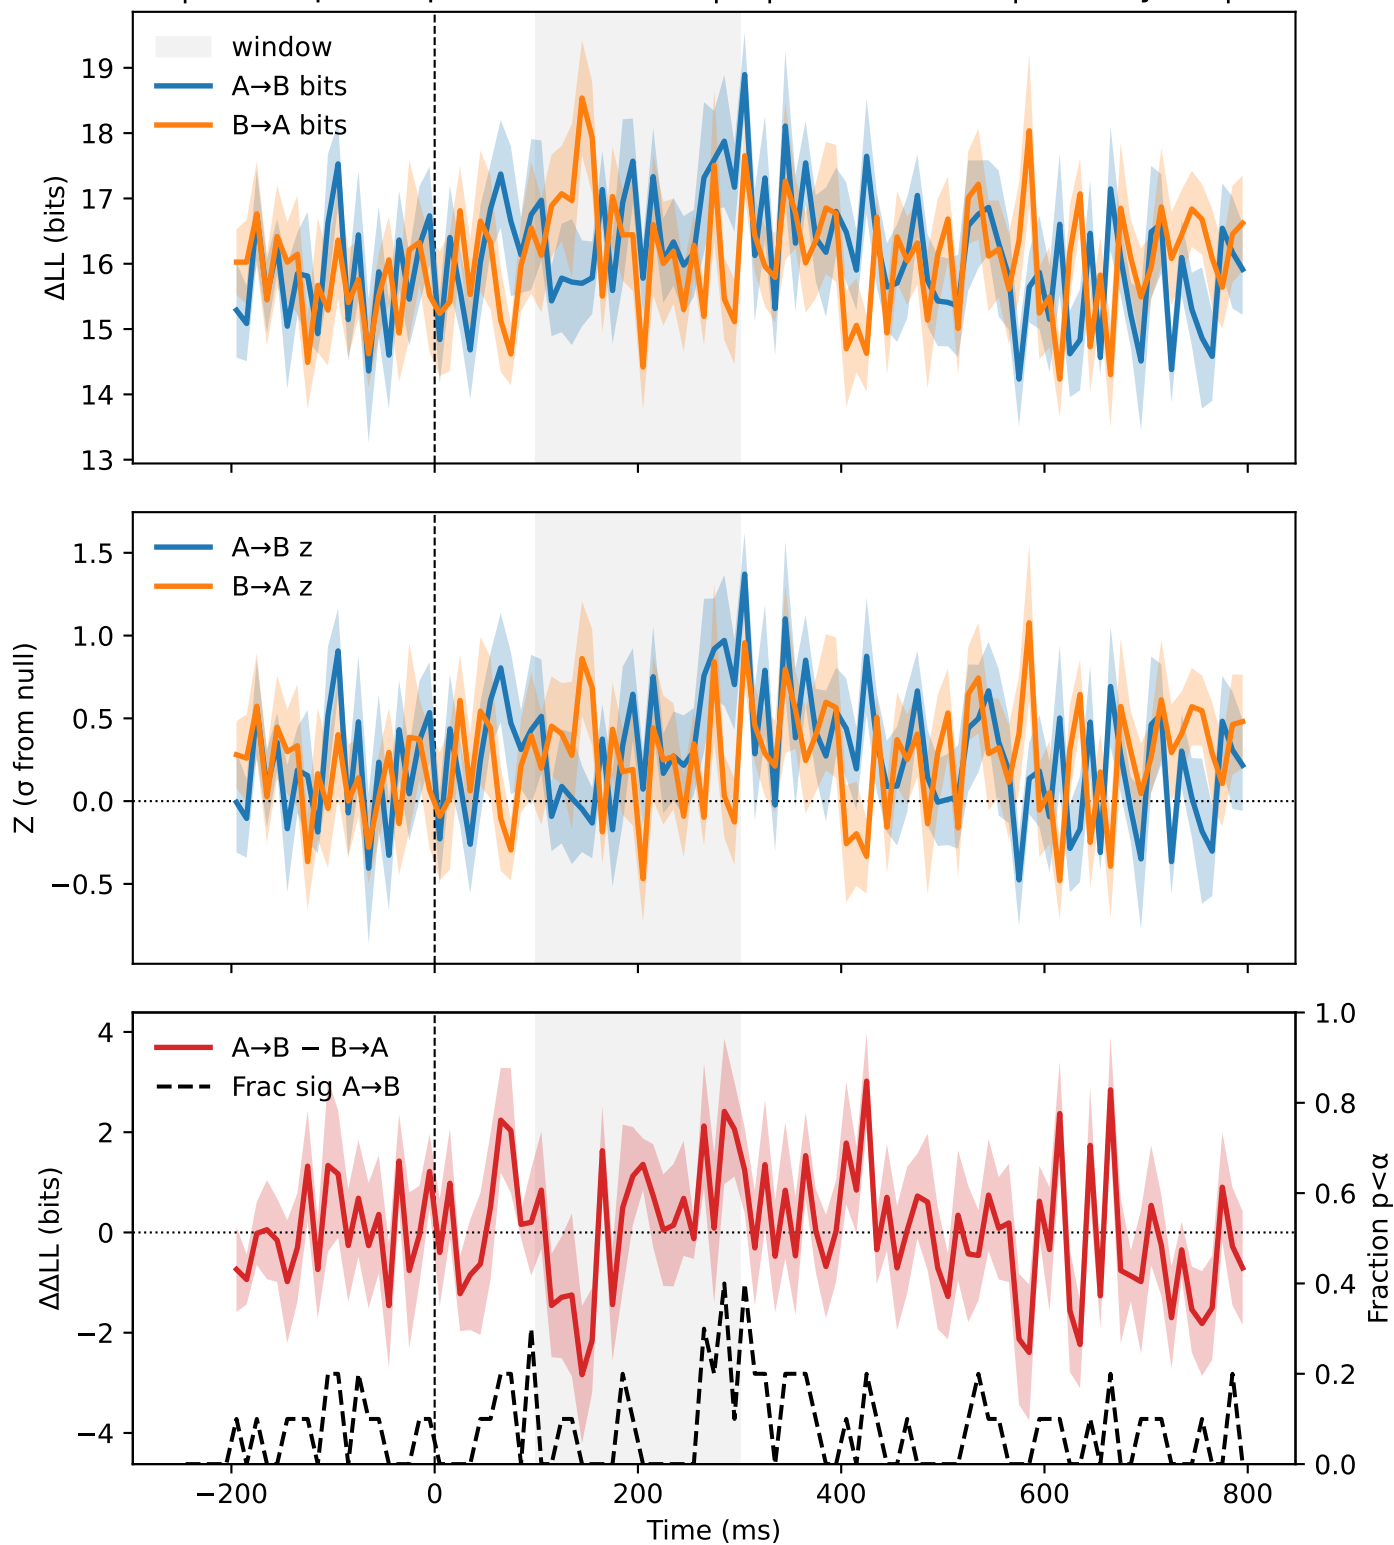 window
A→B bits
B→A bits
ΔLL (bits)
19
18
17
16
15
14
13
A→B z
B→A z
Z (σ from null)
1.5
1.0
0.5
0.0
−0.5
A→B − B→A
Frac sig A→B
ΔΔLL (bits)
4
2
0
−2
−4
1.0
0.8
0.6
0.4
0.2
0.0
Fraction p<α
−200
0
200
400
600
800
Time (ms)